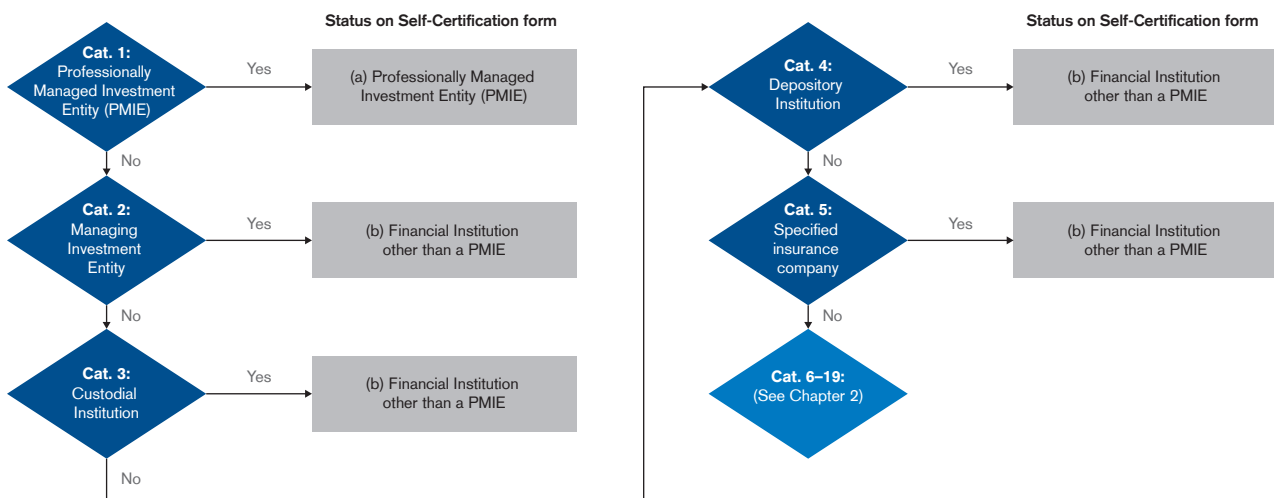 Status on Self-Certification form
Cat. 1:
Professionally
Managed Investment
Entity (PMIE)
Yes
(a) Professionally Managed
Investment Entity (PMIE)
No
Cat. 2:
Managing
Investment
Entity
Yes
(b) Financial Institution
other than a PMIE
No
Cat. 3:
Custodial
Institution
Yes
(b) Financial Institution
other than a PMIE
No
Status on Self-Certification form
Cat. 4:
Depository
Institution
Yes
(b) Financial Institution
other than a PMIE
No
Cat. 5:
Specified
insurance
company
Yes
(b) Financial Institution
other than a PMIE
No
Cat. 6–19:
(See Chapter 2)